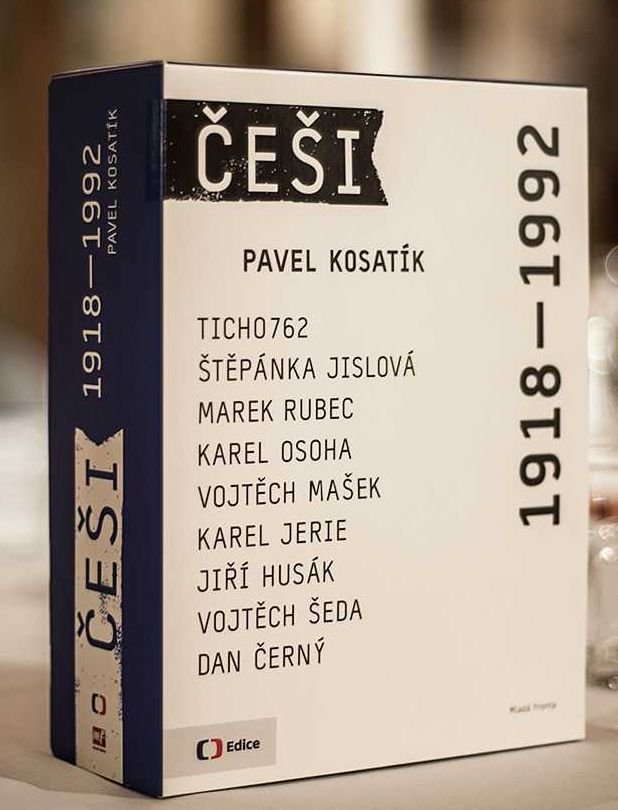 ČEŠI
PAVEL KOSATÍK
TICHO762
ŠTĚPÁNKA JISLOVÁ
MAREK RUBEC
KAREL OSOHA
VOJTĚCH MAŠEK
KAREL JERIE
JIŘÍ HUSÁK
VOJTĚCH ŠEDA
DAN ČERNÝ
1918—1992
Mladá fronta
Edice
ČEŠI
1918—1992
PAVEL KOSATÍK
mf